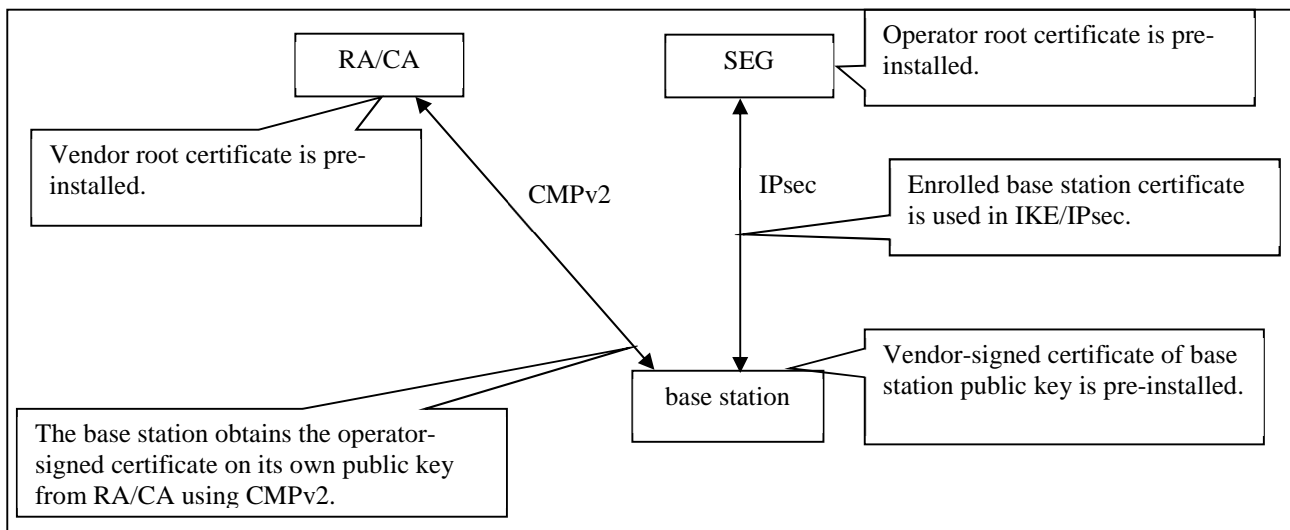 RA/CA
SEG
Operator root certificate is pre-
installed.
Vendor root certificate is pre-
installed.
CMPv2
IPsec
Enrolled base station certificate
is used in IKE/IPsec.
Vendor-signed certificate of base
station public key is pre-installed.
base station
The base station obtains the operator-
signed certificate on its own public key
from RA/CA using CMPv2.